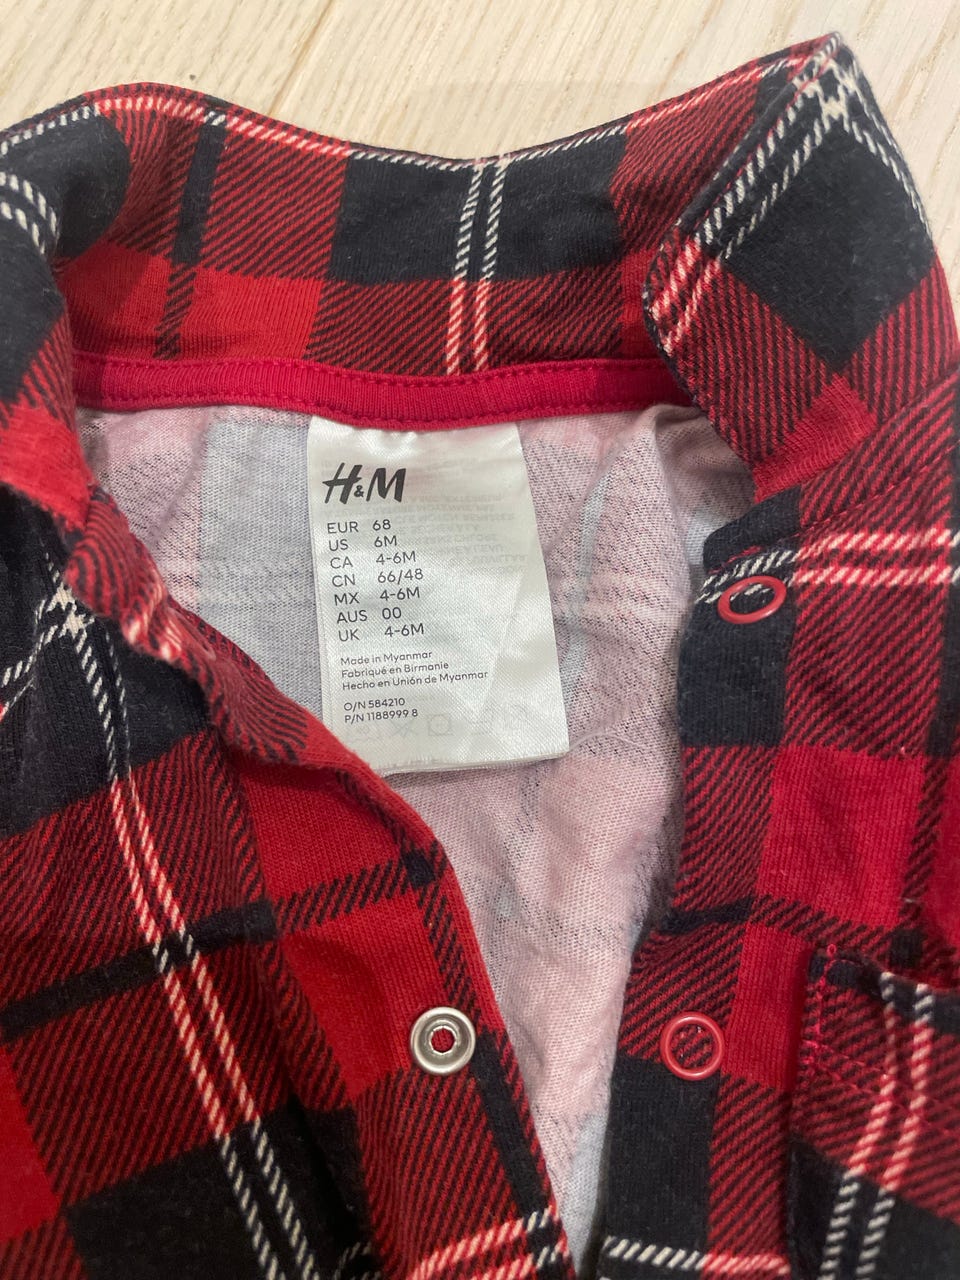 H&M
EUR 68
US 6M
CA 4-6M
CN 66/48
MX 4-6M
AUS 00
UK 4-6M
Made in Myanmar
Fabriqué en Birmanie
Hecho en Unión de Myanmar
O/N 584210
P/N 1188999 8